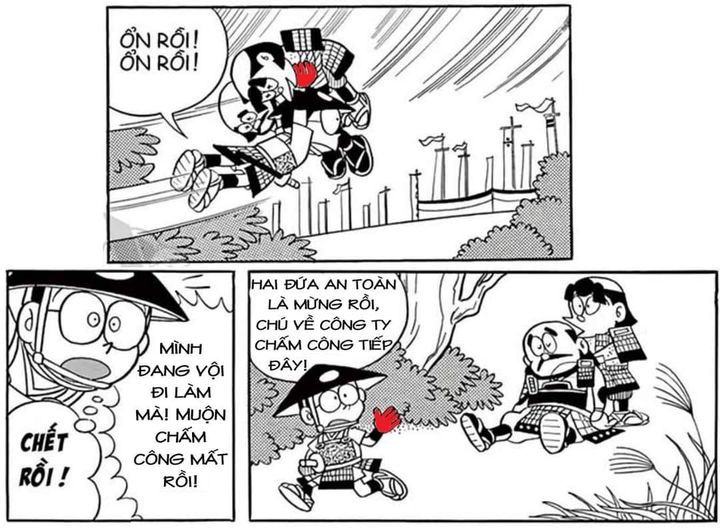 ỔN RỒI!
ỔN RỒI!
MÌNH
ĐANG VỘI
ĐI LÀM
MÀ! MUỘN
CHẤM
CÔNG MẤT
RỒI!
CHẾT
RỒI !
HAI ĐỨA AN TOÀN
LÀ MỪNG RỒI,
CHÚ VỀ CÔNG TY
CHẤM CÔNG TIẾP
ĐÂY!